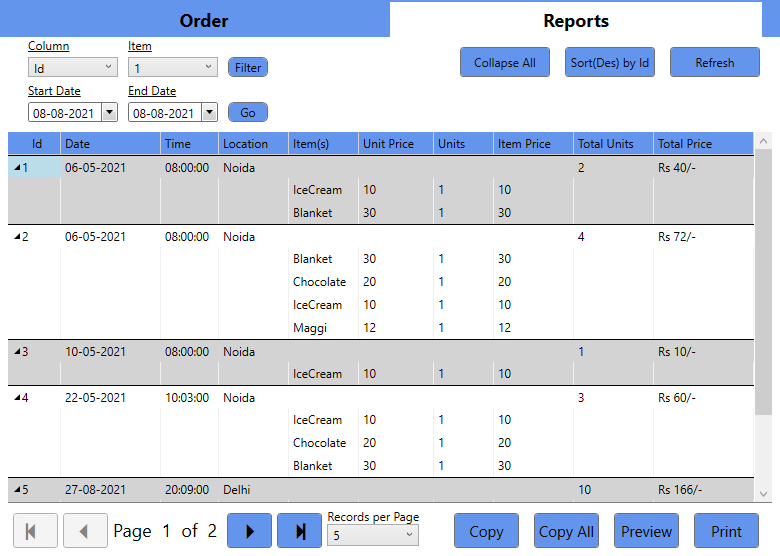 Order Reports
Column Item
Id 1 Filter Collapse All Sort(Des) by Id Refresh
Start Date End Date
08-08-2021 08-08-2021 Go
Id Date Time Location Item(s) Unit Price Units Item Price Total Units Total Price
1 06-05-2021 08:00:00 Noida 2 Rs 40/-
IceCream 10 1 10
Blanket 30 1 30
2 06-05-2021 08:00:00 Noida 4 Rs 72/-
Blanket 30 1 30
Chocolate 20 1 20
IceCream 10 1 10
Maggi 12 1 12
3 10-05-2021 08:00:00 Noida 1 Rs 10/-
IceCream 10 1 10
4 22-05-2021 10:03:00 Noida 3 Rs 60/-
IceCream 10 1 10
Chocolate 20 1 20
Blanket 30 1 30
5 27-08-2021 20:09:00 Delhi 10 Rs 166/-
Page 1 of 2 Records per Page
5 Copy Copy All Preview Print